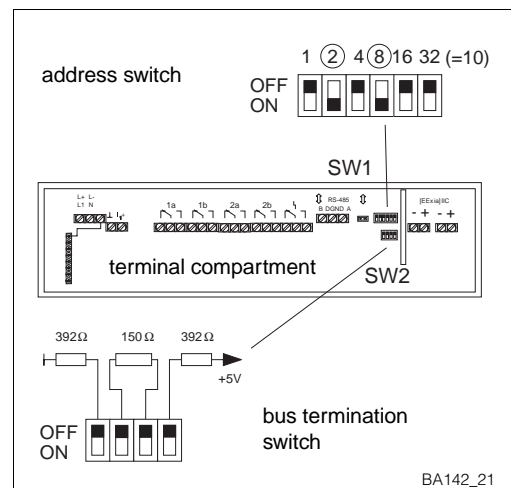 address switch
1 2 4 8 16 32 (=10)
OFF
ON
SW1
L+ L-
L1 N
1a 1b 2a 2b
RS-485
B DGND A
[EExia]IIC
- + - +
terminal compartment
SW2
392Ω 150Ω 392Ω
+5V
OFF
ON
bus termination
switch
BA142_21